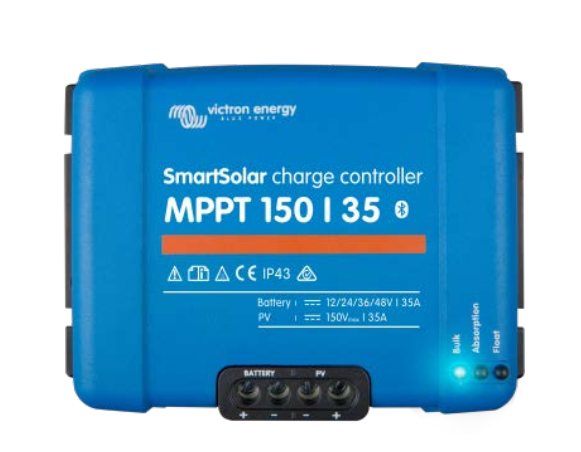 victron energy
BLUE POWER
SmartSolar charge controller
MPPT 150 | 35
CE IP43
Battery : 12/24/36/48V | 35A
PV : 150Vmax | 35A
Bulk
Absorption
Float
BATTERY PV
+ - - +